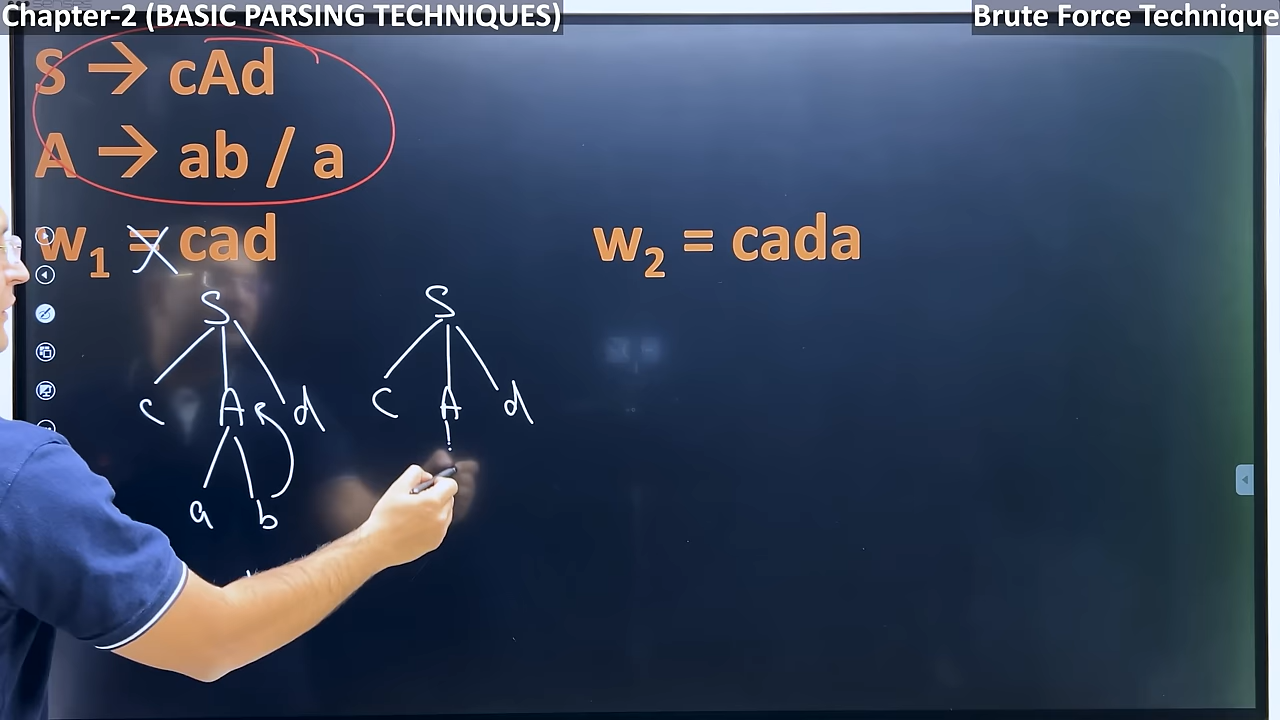 Chapter-2 (BASIC PARSING TECHNIQUES)
Brute Force Technique
S → cAd
A → ab / a
w₁ = cad
w₂ = cada
S
c A d
a b
S
c A d